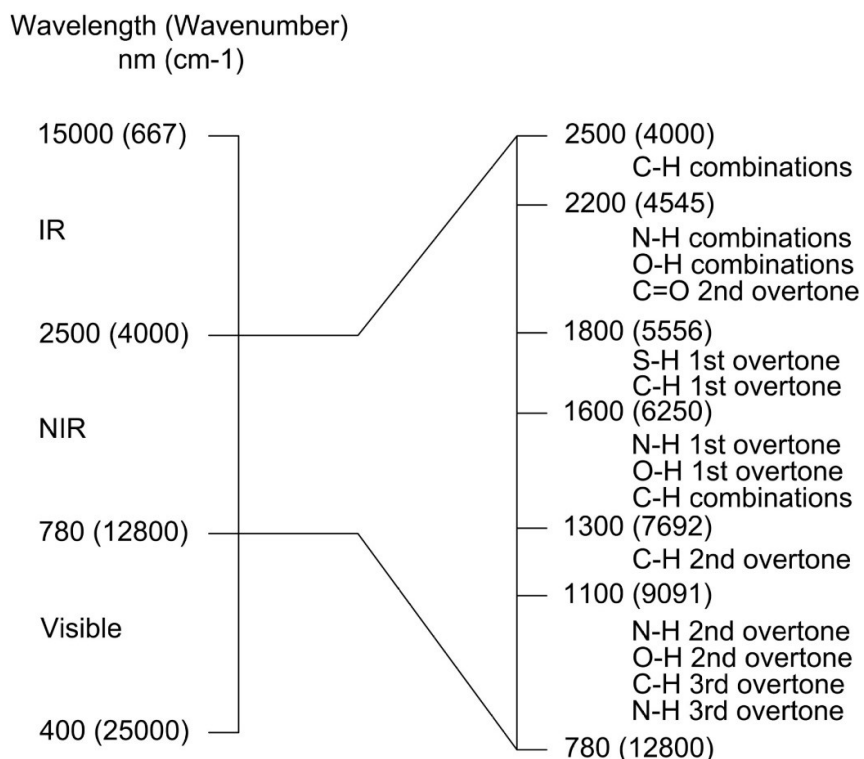 Wavelength (Wavenumber)
nm (cm-1)
15000 (667)
IR
2500 (4000)
NIR
780 (12800)
Visible
400 (25000)
2500 (4000)
C-H combinations
2200 (4545)
N-H combinations
O-H combinations
C=O 2nd overtone
1800 (5556)
S-H 1st overtone
C-H 1st overtone
1600 (6250)
N-H 1st overtone
O-H 1st overtone
C-H combinations
1300 (7692)
C-H 2nd overtone
1100 (9091)
N-H 2nd overtone
O-H 2nd overtone
C-H 3rd overtone
N-H 3rd overtone
780 (12800)